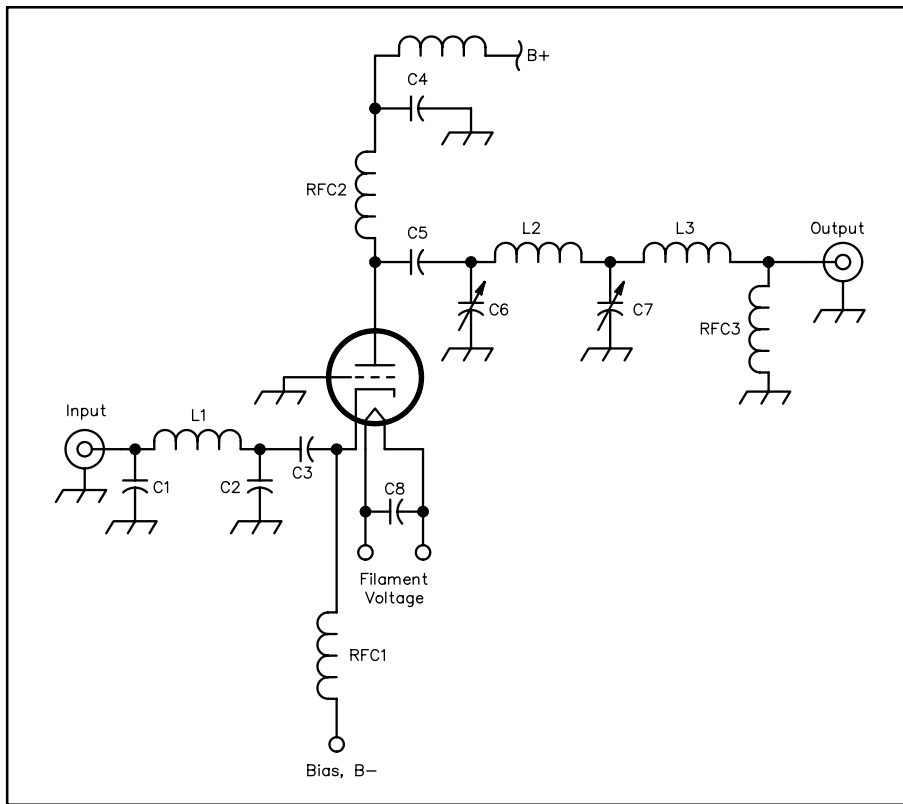 B+
C4
RFC2
C5
L2
L3
Output
C6
C7
RFC3
Input
L1
C3
C1
C2
C8
Filament
Voltage
RFC1
Bias, B–